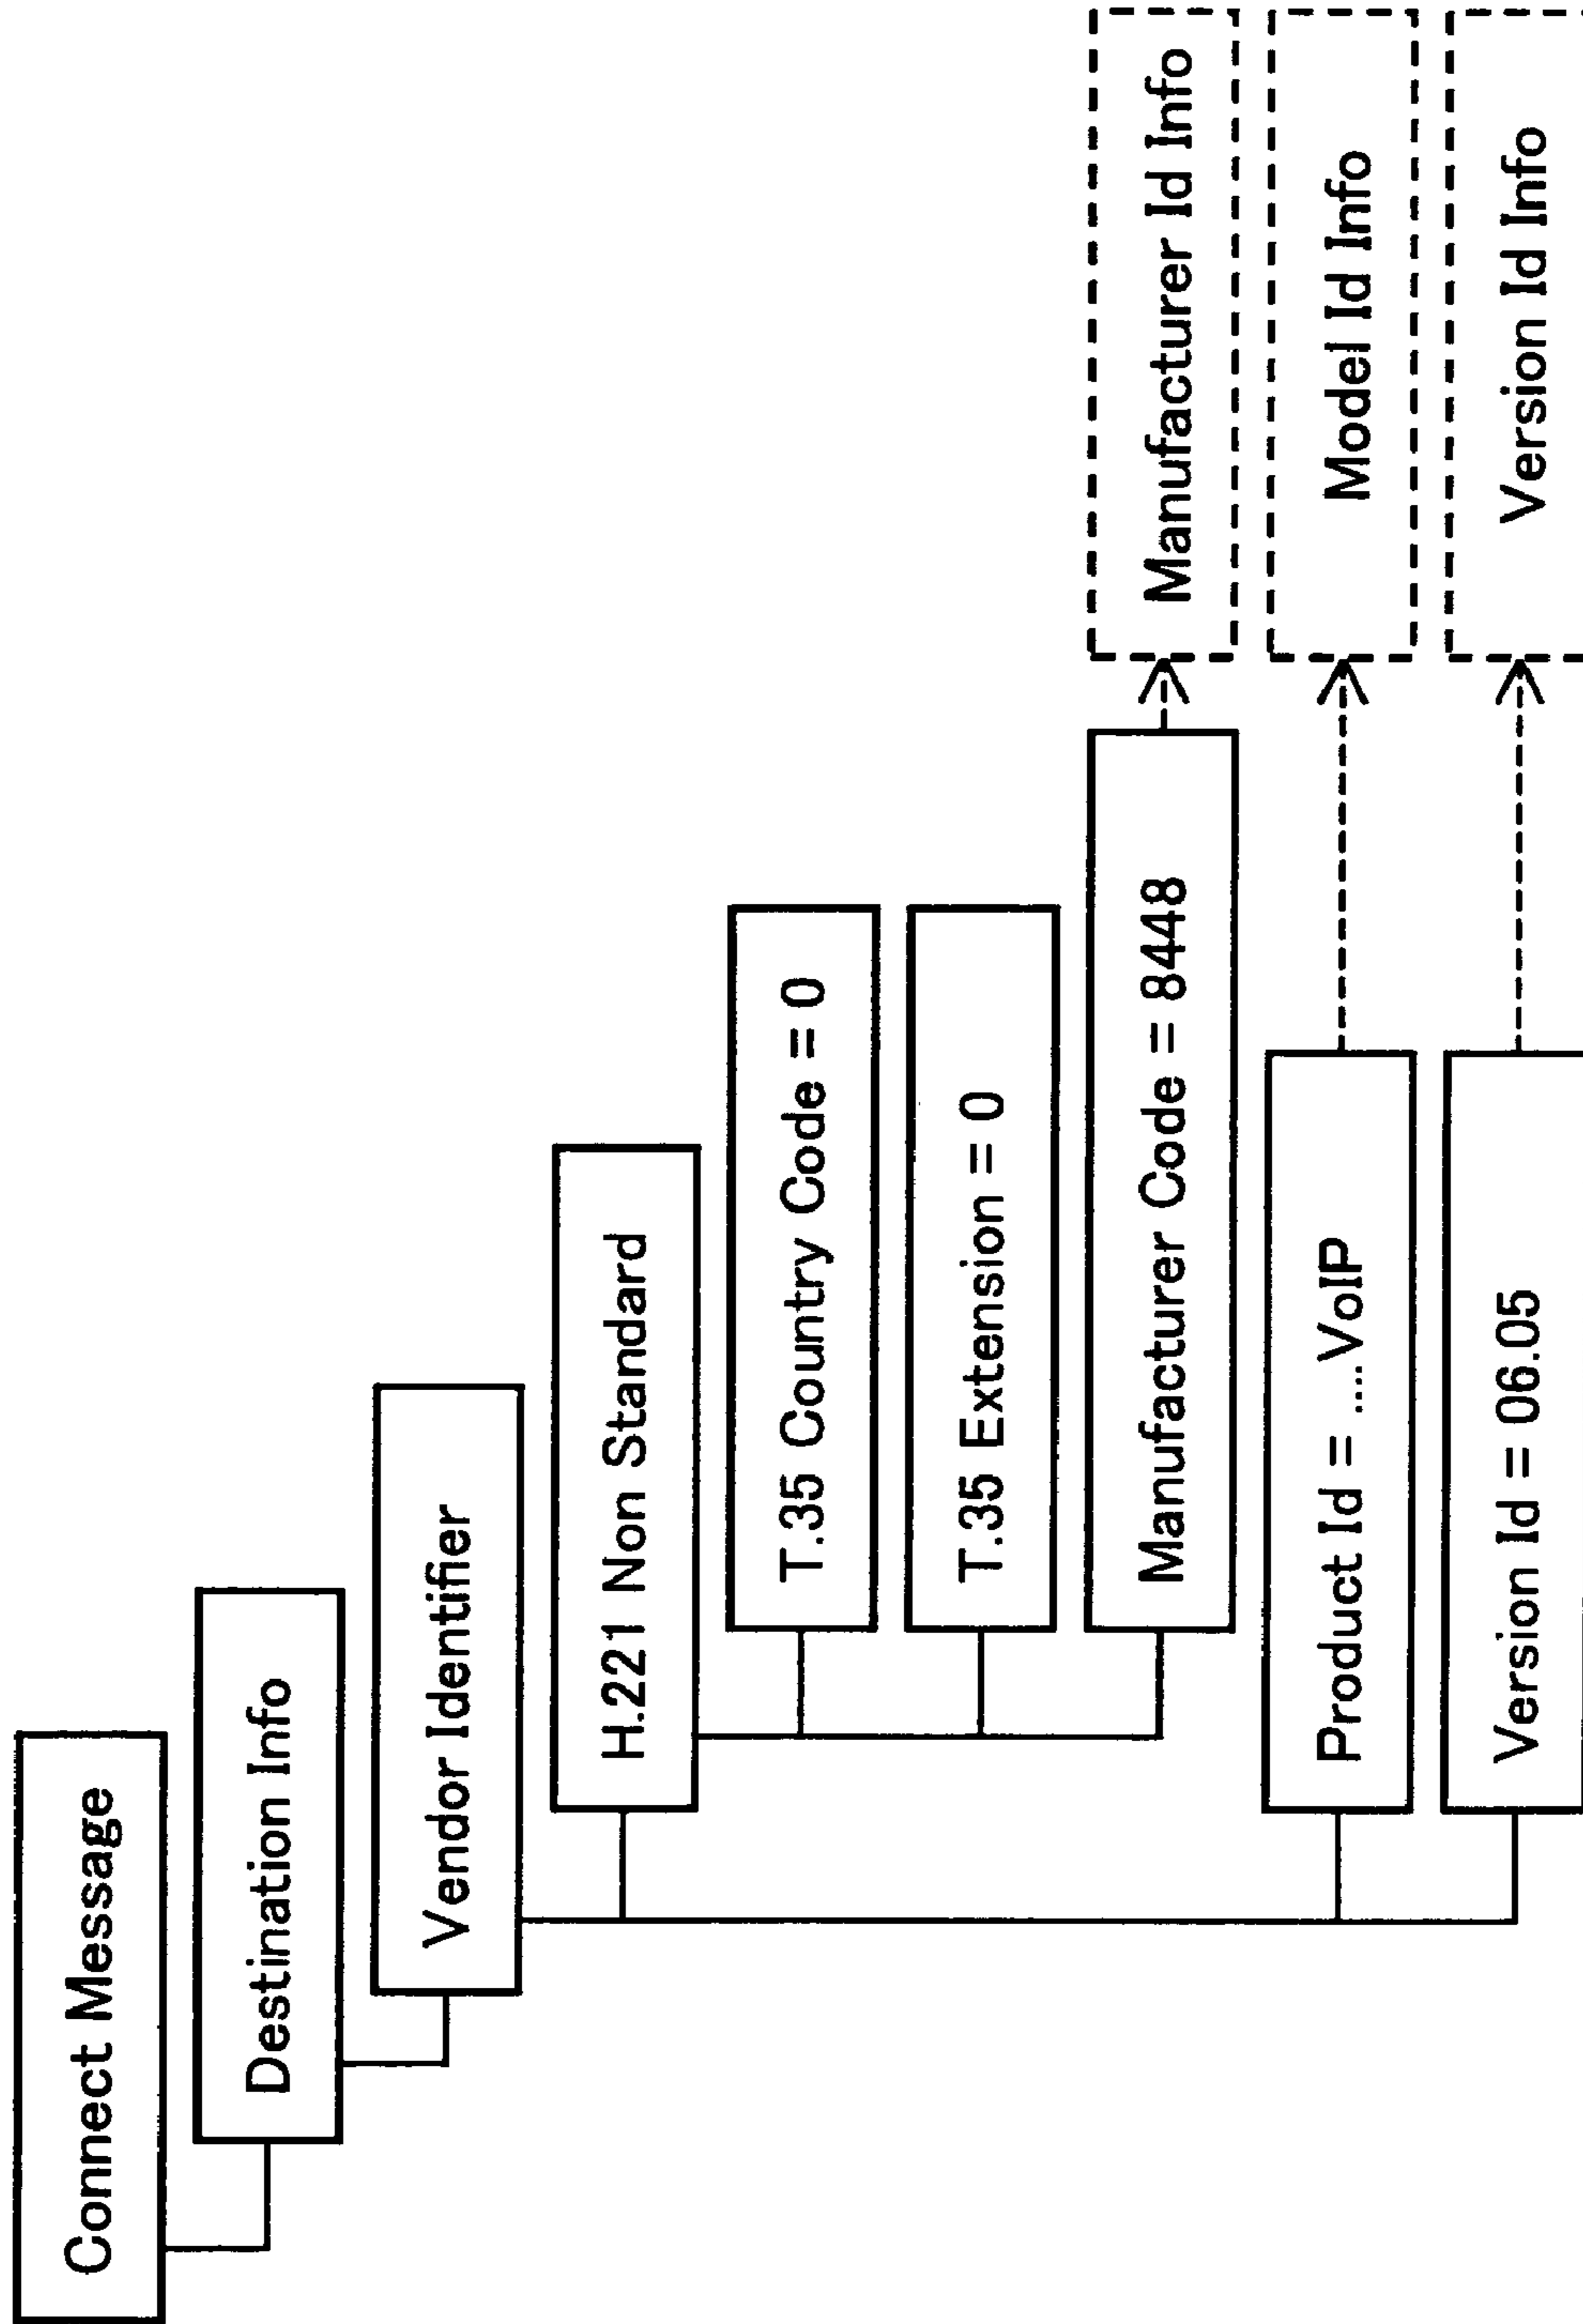 Connect Message
Destination Info
Vendor Identifier
H.221 Non Standard
T.35 Country Code = 0
T.35 Extension = 0
Manufacturer Code = 8448
Manufacturer Id Info
Product Id = ....VoIP
Model Id Info
Version Id = 06.05
Version Id Info